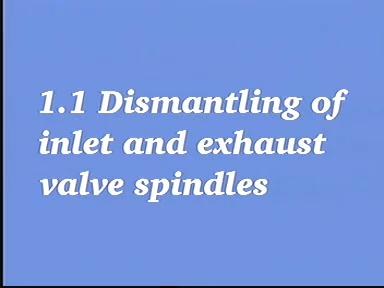 1.1 Dismantling of
inlet and exhaust
valve spindles